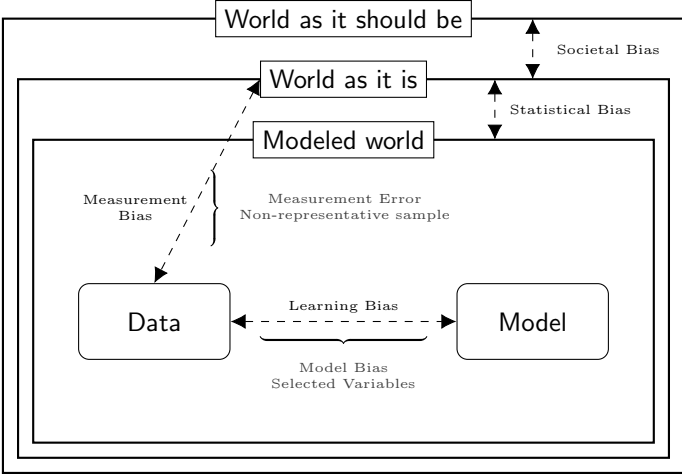 World as it should be
Societal Bias
World as it is
Statistical Bias
Modeled world
Measurement
Bias
Measurement Error
Non-representative sample
Learning Bias
Data
Model
Model Bias
Selected Variables